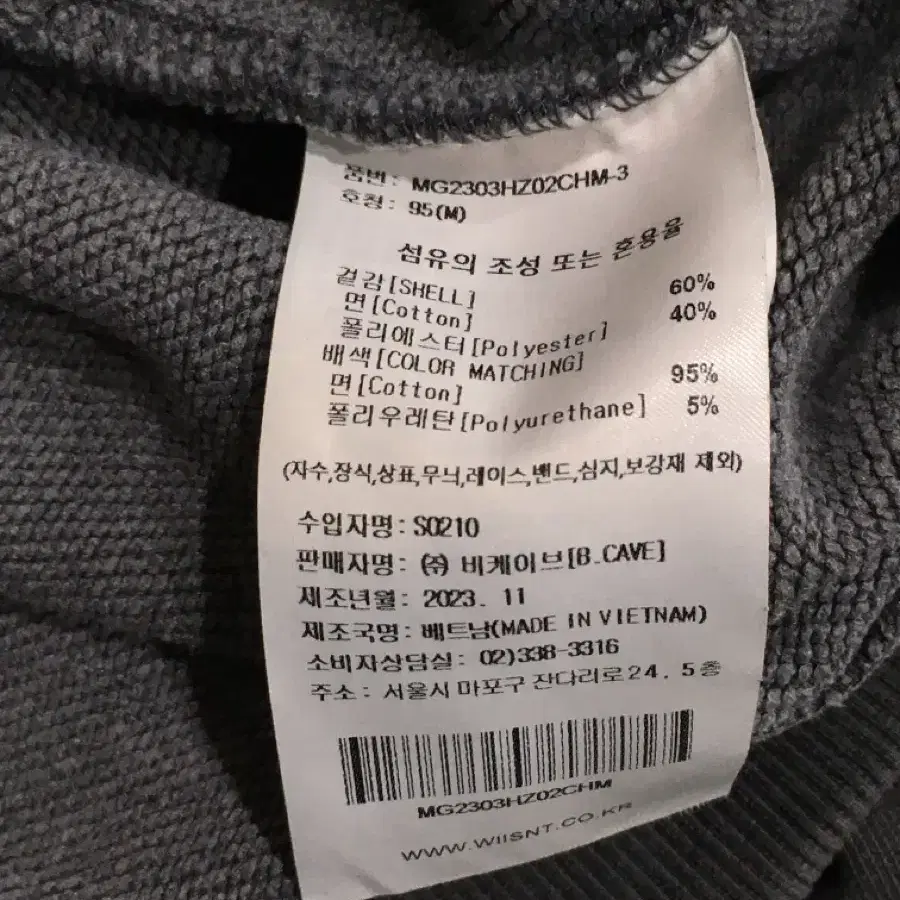 품번: MG2303HZ02CHM-3
호칭: 95(M)
섬유의 조성 또는 혼용율
겉감[SHELL]
면[Cotton] 60%
폴리에스터[Polyester] 40%
배색[COLOR MATCHING]
면[Cotton] 95%
폴리우레탄[Polyurethane] 5%
(자수,장식,상표,무늬,레이스,밴드,심지,보강재 제외)
수입자명: S0210
판매자명: ㈜ 비케이브[B.CAVE]
제조년월: 2023. 11
제조국명: 베트남(MADE IN VIETNAM)
소비자상담실: 02)338-3316
주소: 서울시 마포구 잔다리로24. 5층
MG2303HZ02CHM
WWW.WIISNT.CO.KR